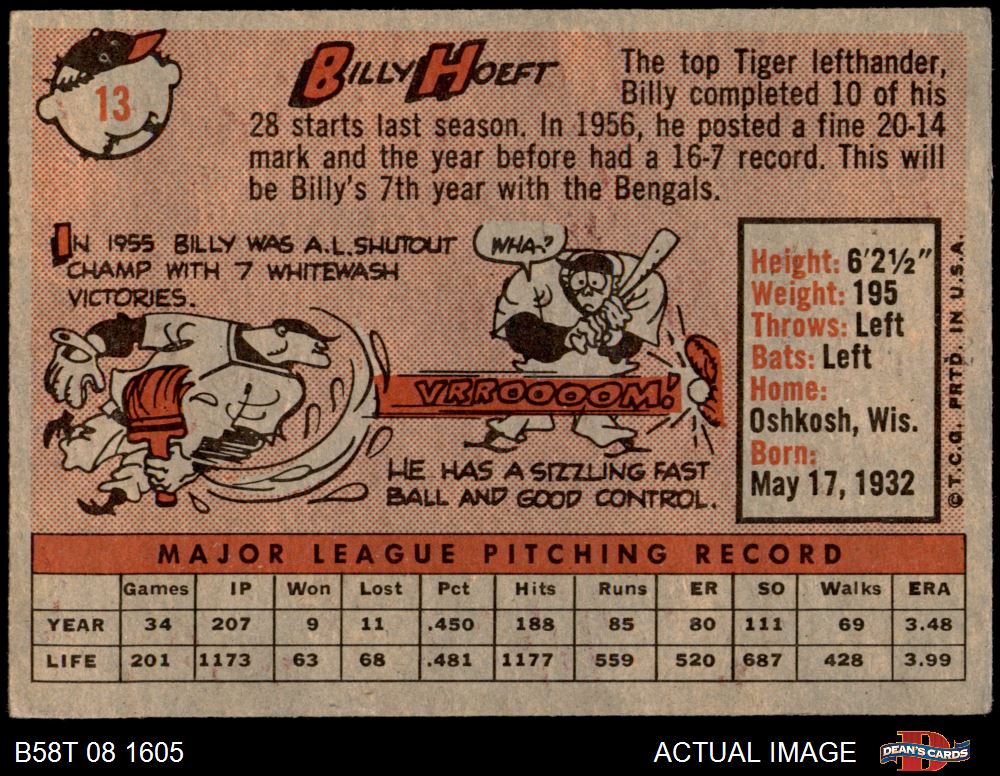 13
BILLY HOEFT
The top Tiger lefthander,
Billy completed 10 of his
28 starts last season. In 1956, he posted a fine 20-14
mark and the year before had a 16-7 record. This will
be Billy's 7th year with the Bengals.
IN 1955 BILLY WAS A.L. SHUTOUT
CHAMP WITH 7 WHITEWASH
VICTORIES.
WHA-?
VRROOOOOM!
HE HAS A SIZZLING FAST
BALL AND GOOD CONTROL.
Height: 6'2½"
Weight: 195
Throws: Left
Bats: Left
Home:
Oshkosh, Wis.
Born:
May 17, 1932
© T.C.G. PRTD. IN U.S.A.
MAJOR LEAGUE PITCHING RECORD
Games IP Won Lost Pct Hits Runs ER SO Walks ERA
YEAR 34 207 9 11 .450 188 85 80 111 69 3.48
LIFE 201 1173 63 68 .481 1177 559 520 687 428 3.99
B58T 08 1605 ACTUAL IMAGE D DEAN'S CARDS